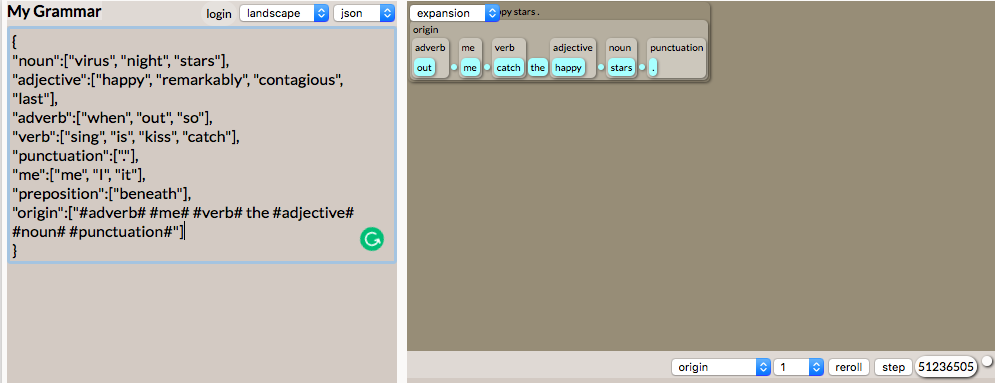 My Grammar login landscape json
{
"noun":["virus", "night", "stars"],
"adjective":["happy", "remarkably", "contagious",
"last"],
"adverb":["when", "out", "so"],
"verb":["sing", "is", "kiss", "catch"],
"punctuation":["."],
"me":["me", "I", "it"],
"preposition":["beneath"],
"origin":["#adverb# #me# #verb# the #adjective#
#noun# #punctuation#"]
}
expansion py stars .
origin
adverb me verb adjective noun punctuation
out me catch the happy stars .
origin 1 reroll step 51236505